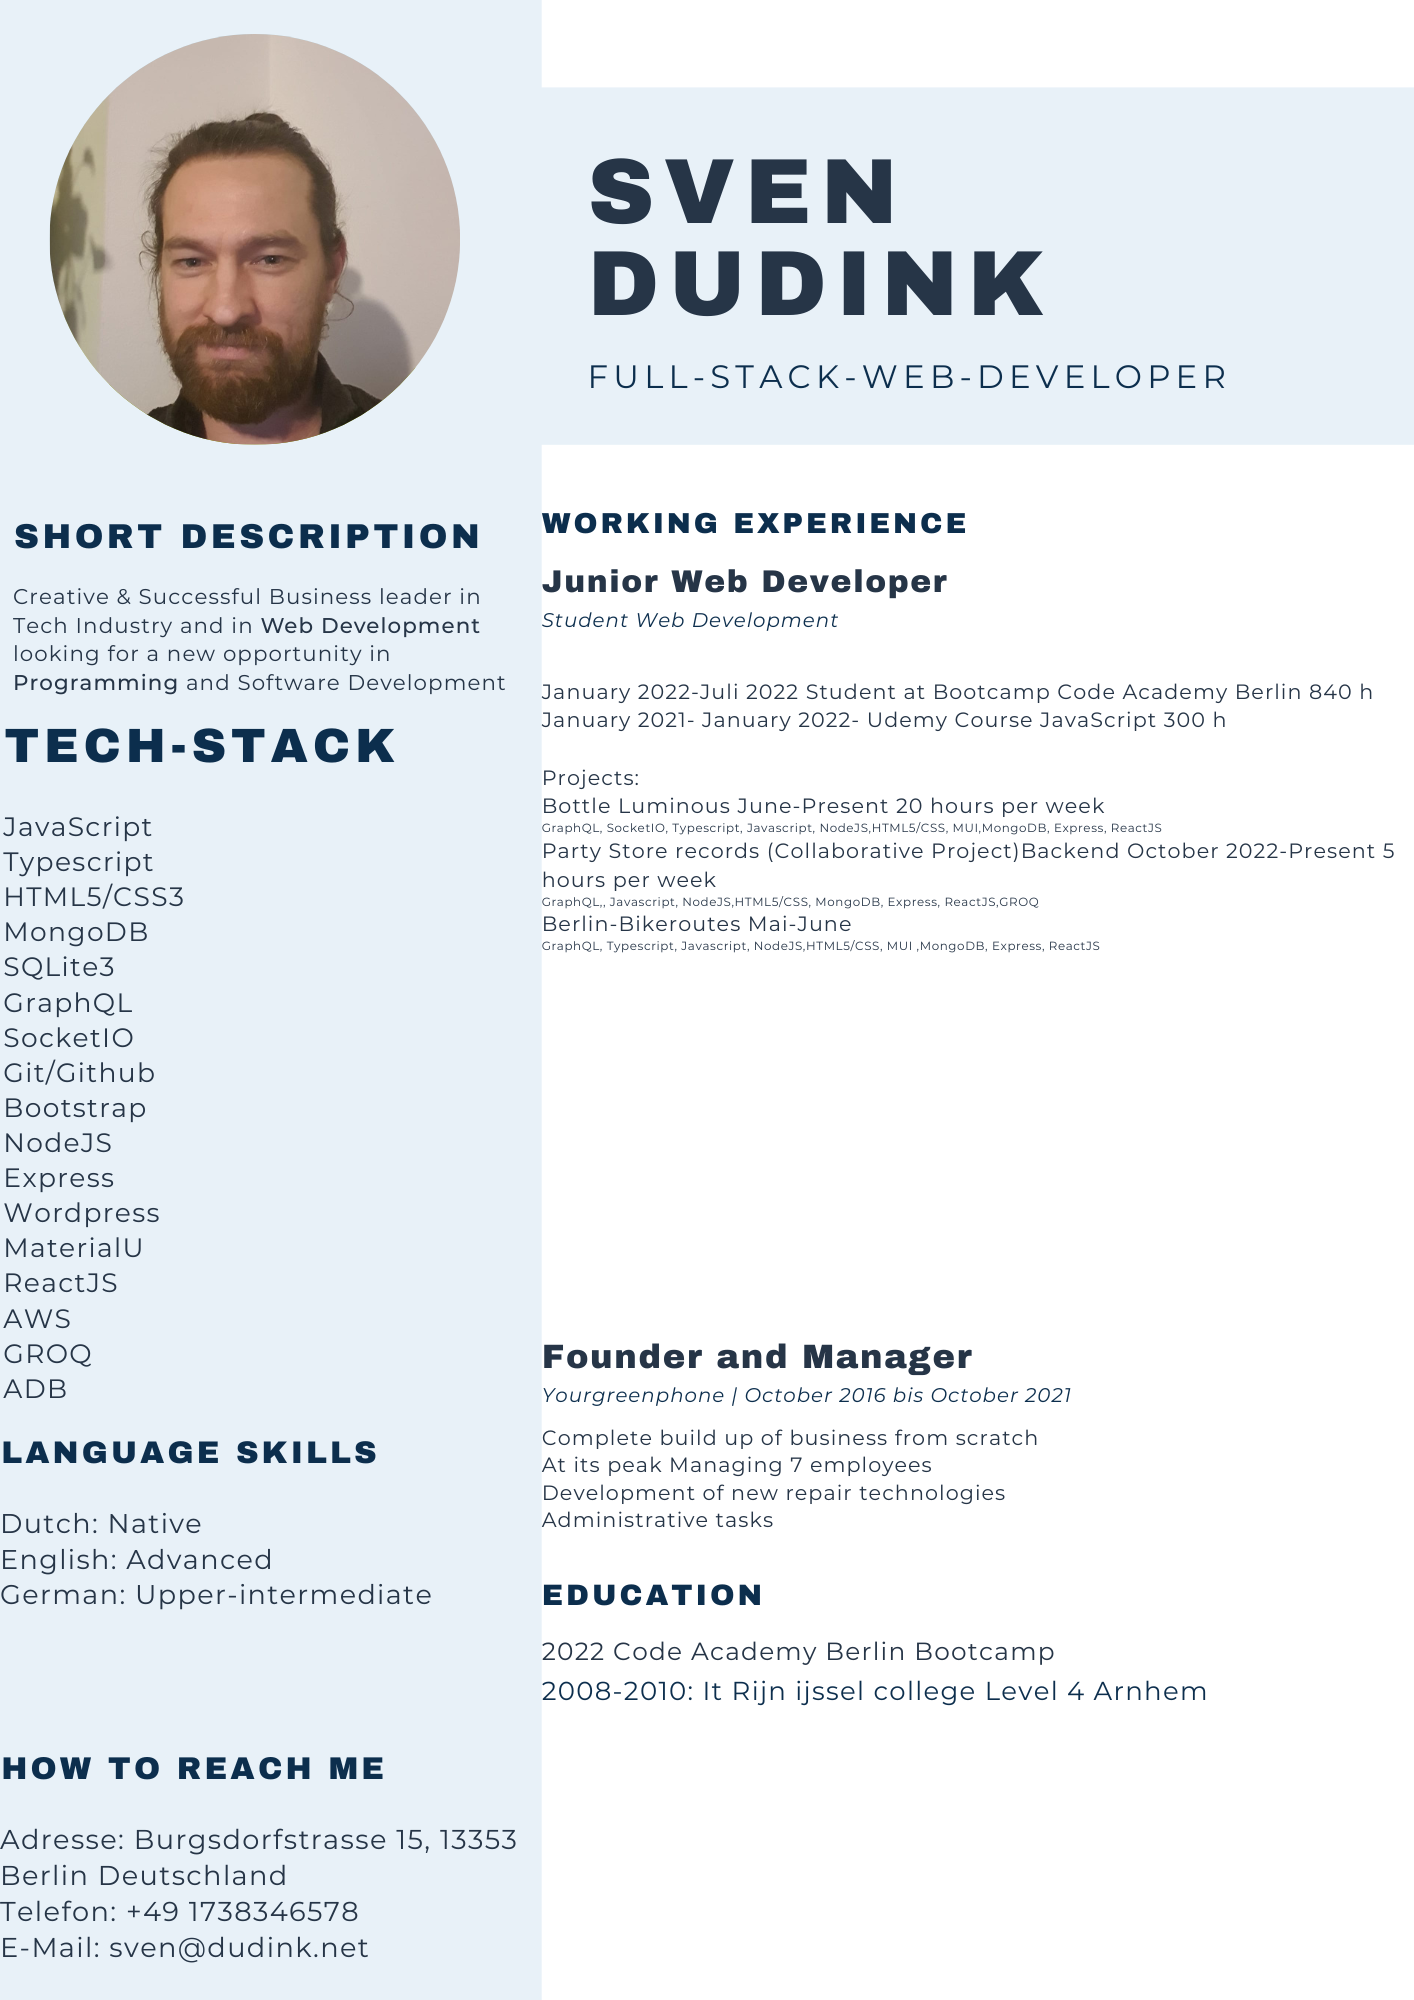 SVEN
DUDINK
FULL-STACK-WEB-DEVELOPER
SHORT DESCRIPTION
Creative & Successful Business leader in
Tech Industry and in Web Development
looking for a new opportunity in
Programming and Software Development
TECH-STACK
JavaScript
Typescript
HTML5/CSS3
MongoDB
SQLite3
GraphQL
SocketIO
Git/Github
Bootstrap
NodeJS
Express
Wordpress
MaterialU
ReactJS
AWS
GROQ
ADB
LANGUAGE SKILLS
Dutch: Native
English: Advanced
German: Upper-intermediate
HOW TO REACH ME
Adresse: Burgsdorfstrasse 15, 13353
Berlin Deutschland
Telefon: +49 1738346578
E-Mail: sven@dudink.net
WORKING EXPERIENCE
Junior Web Developer
Student Web Development
January 2022-Juli 2022 Student at Bootcamp Code Academy Berlin 840 h
January 2021- January 2022- Udemy Course JavaScript 300 h
Projects:
Bottle Luminous June-Present 20 hours per week
GraphQL, SocketIO, Typescript, Javascript, NodeJS,HTML5/CSS, MUI,MongoDB, Express, ReactJS
Party Store records (Collaborative Project)Backend October 2022-Present 5
hours per week
GraphQL,, Javascript, NodeJS,HTML5/CSS, MongoDB, Express, ReactJS,GROQ
Berlin-Bikeroutes Mai-June
GraphQL, Typescript, Javascript, NodeJS,HTML5/CSS, MUI ,MongoDB, Express, ReactJS
Founder and Manager
Yourgreenphone | October 2016 bis October 2021
Complete build up of business from scratch
At its peak Managing 7 employees
Development of new repair technologies
Administrative tasks
EDUCATION
2022 Code Academy Berlin Bootcamp
2008-2010: It Rijn ijssel college Level 4 Arnhem